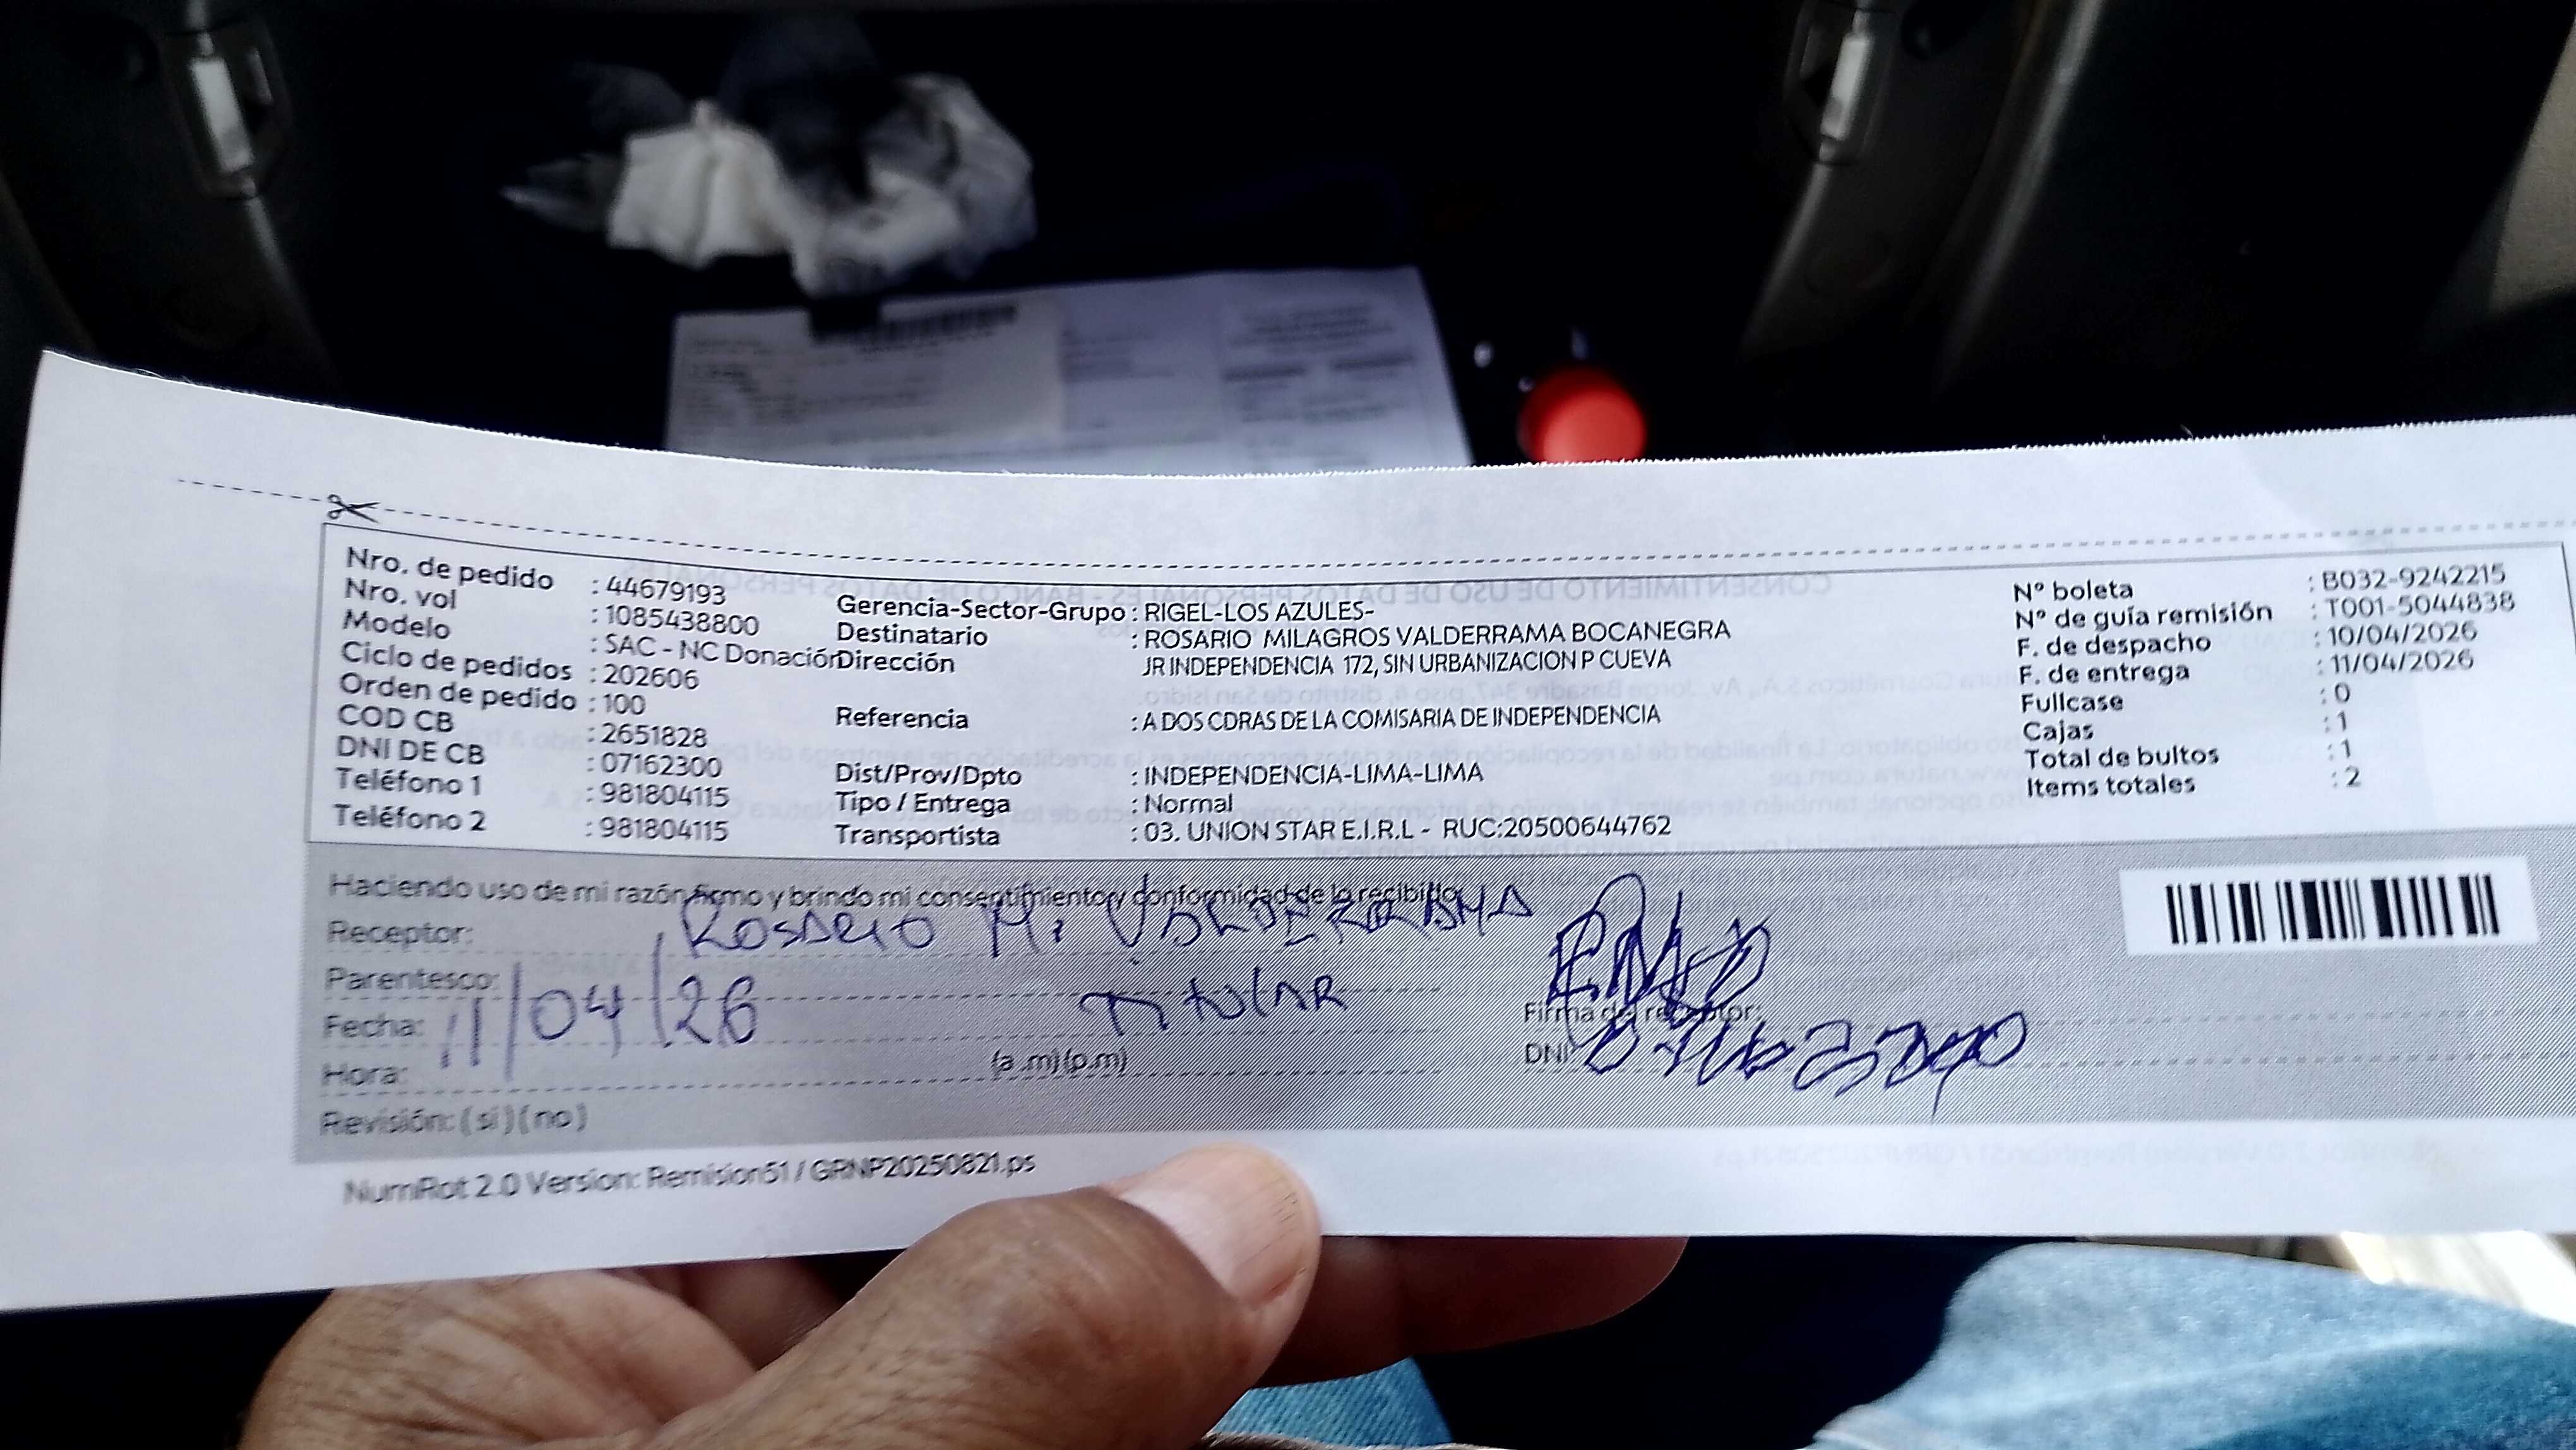 Nro. de pedido : 44679193
Nro. vol : 1085438800
Modelo : SAC - NC Donación
Ciclo de pedidos : 202606
Orden de pedido : 100
COD CB : 2651828
DNI DE CB : 07162300
Teléfono 1 : 981804115
Teléfono 2 : 981804115
Gerencia-Sector-Grupo : RIGEL-LOS AZULES-
Destinatario : ROSARIO MILAGROS VALDERRAMA BOCANEGRA
Dirección JR INDEPENDENCIA 172, SIN URBANIZACION P CUEVA
Referencia : A DOS CDRAS DE LA COMISARIA DE INDEPENDENCIA
Dist/Prov/Dpto : INDEPENDENCIA-LIMA-LIMA
Tipo / Entrega : Normal
Transportista : 03. UNION STAR E.I.R.L - RUC:20500644762
Nº boleta : B032-9242215
Nº de guía remisión : T001-5044838
F. de despacho : 10/04/2026
F. de entrega : 11/04/2026
Fullcase : 0
Cajas : 1
Total de bultos : 1
Items totales : 2
Haciendo uso de mi razón firmo y brindo mi consentimiento y conformidad de lo recibido
Receptor: ROSARIO M. VALDERRAMA
Parentesco: TITULAR
Fecha: 11/04/26
Hora: (a.m)(p.m)
Revisión: (si)(no)
Firma del receptor:
DNI:
NumRot 2.0 Version: Remision51 / GRNP20250821.ps